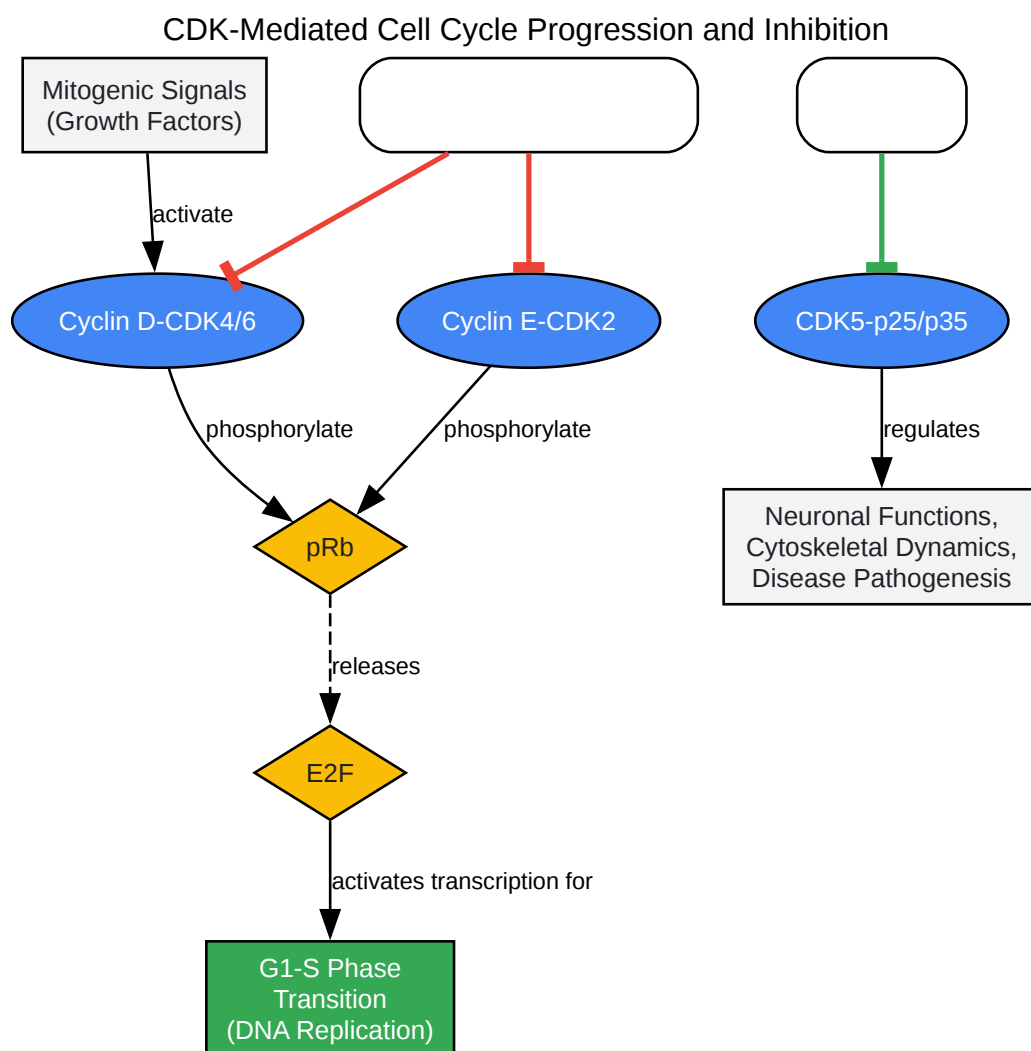 CDK-Mediated Cell Cycle Progression and Inhibition
Mitogenic Signals
(Growth Factors)
activate
Cyclin D-CDK4/6
Cyclin E-CDK2
CDK5-p25/p35
phosphorylate
phosphorylate
regulates
pRb
Neuronal Functions,
Cytoskeletal Dynamics,
Disease Pathogenesis
releases
E2F
activates transcription for
G1-S Phase
Transition
(DNA Replication)